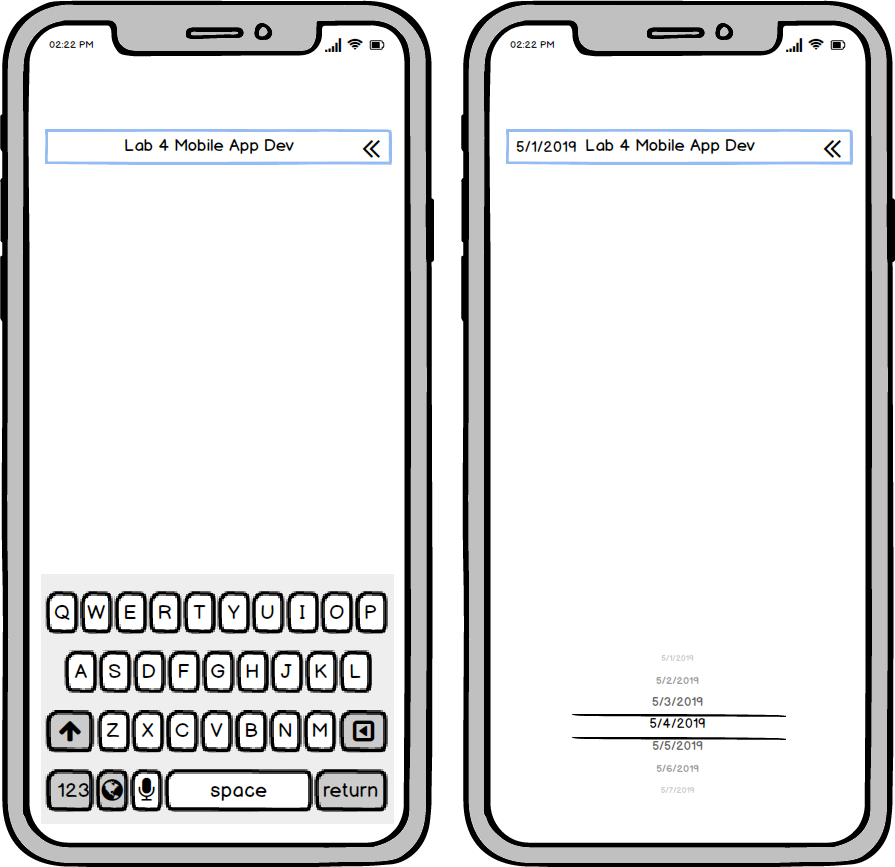 02:22 PM
Lab 4 Mobile App Dev
Q W E R T Y U I O P
A S D F G H J K L
Z X C V B N M
123 space return
02:22 PM
5/1/2019 Lab 4 Mobile App Dev
5/1/2019
5/2/2019
5/3/2019
5/4/2019
5/5/2019
5/6/2019
5/7/2019